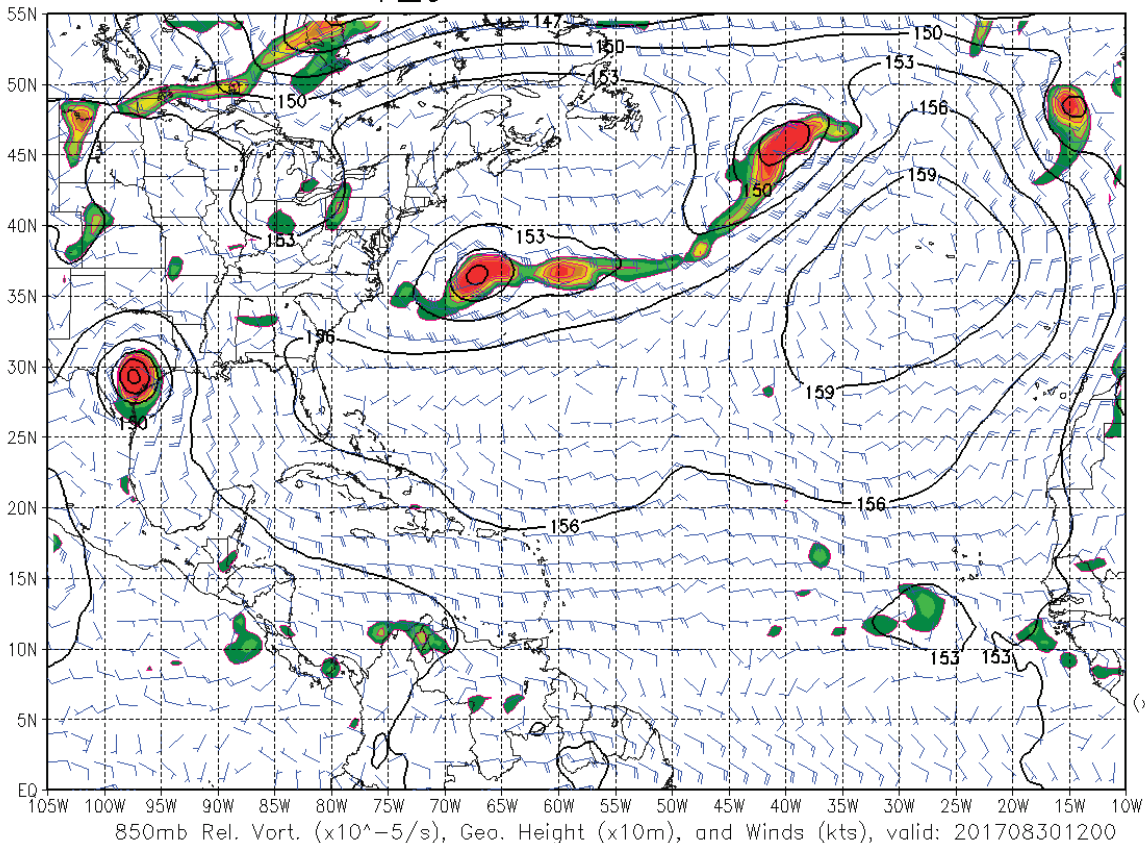 55N
147
150
150
153
153
50N
150
156
45N
150
159
40N
153
153
35N
156
30N
159
150
25N
20N
156
156
15N
10N
153
153
5N
EQ
105W 100W 95W 90W 85W 80W 75W 70W 65W 60W 55W 50W 45W 40W 35W 30W 25W 20W 15W 10W
850mb Rel. Vort. (x10^-5/s), Geo. Height (x10m), and Winds (kts), valid: 201708301200